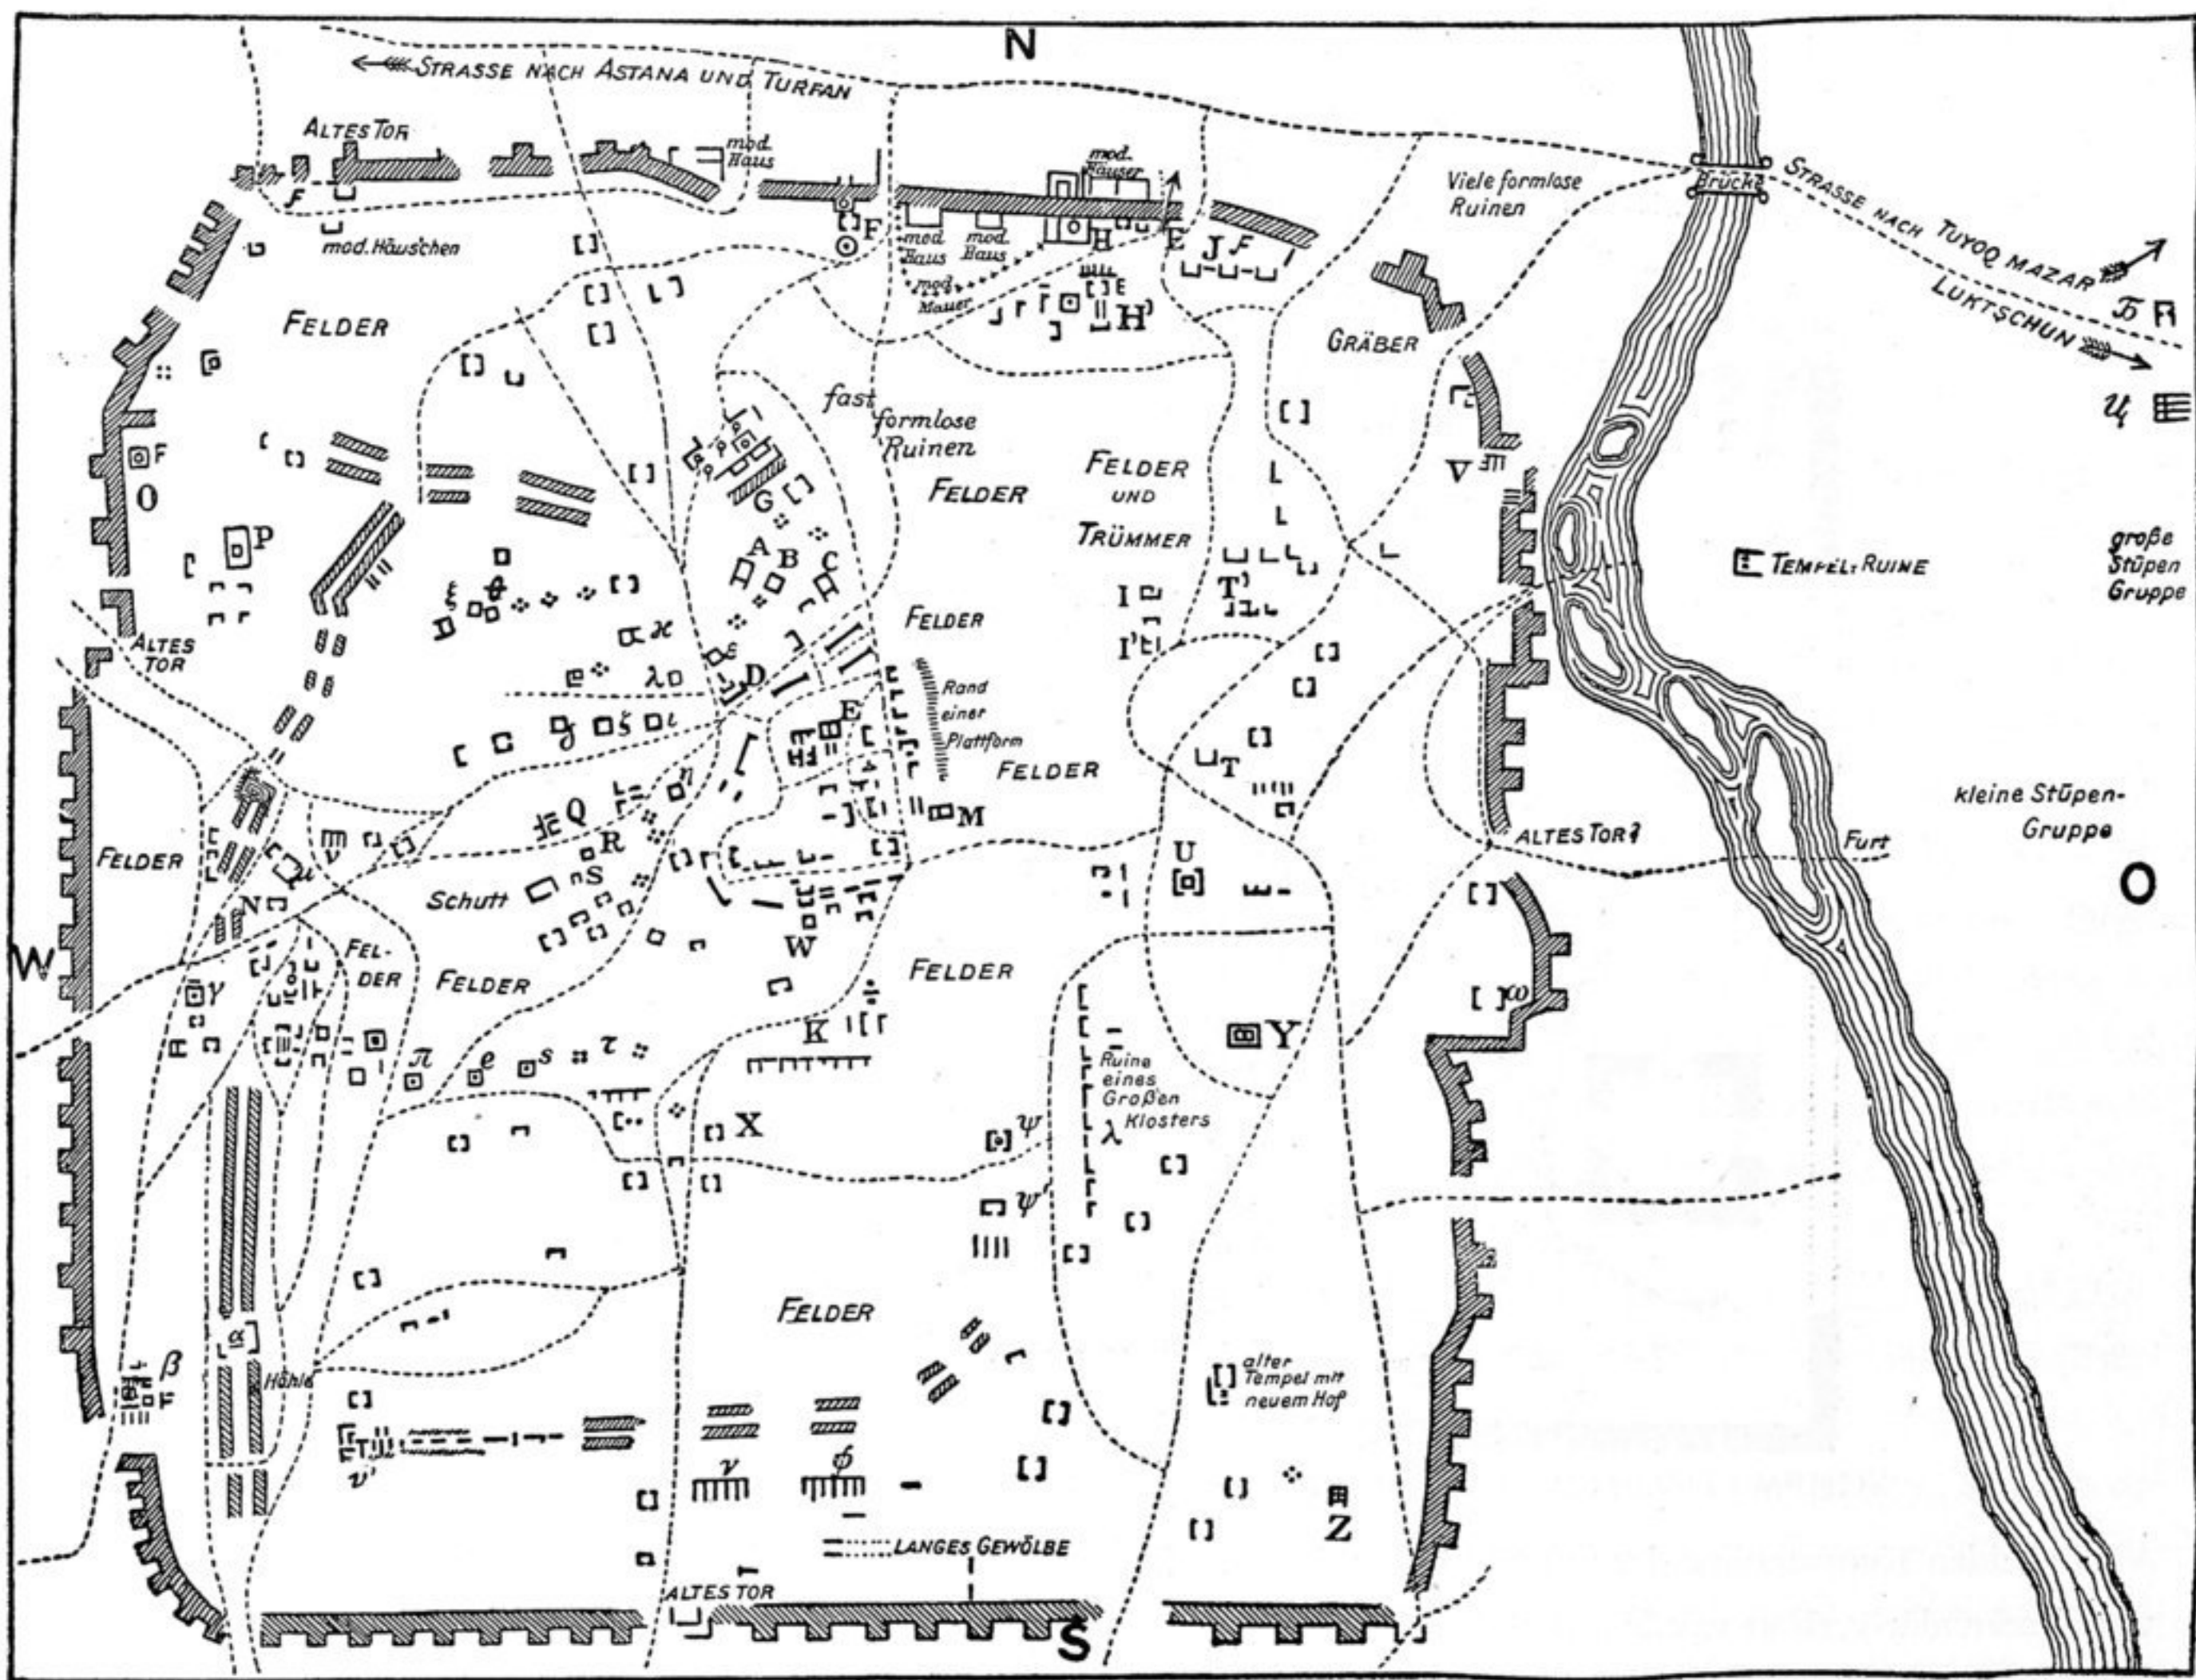 N
STRASSE NACH ASTANA UND TURFAN
ALTES TOR
mod.
Haus
mod.
Häuser
Viele formlose
Ruinen
Brücke
STRASSE NACH TUYOQ MAZAR
LUKTSCHUN
Б
Ц
F
mod. Häuschen
F
mod.
Haus
mod.
Haus
mod.
Mauer
H
E
J
F
H'
FELDER
GRÄBER
fast
formlose
Ruinen
F
O
P
G
A
B
C
FELDER
FELDER
UND
TRÜMMER
V
große
Stūpen
Gruppe
TEMPEL-RUINE
ξ
θ
ϰ
I
T'
I'
FELDER
ALTES
TOR
λ
ε
D
Rand
einer
Plattform
E
ζ
ι
FELDER
T
η
Q
R
S
M
FELDER
ν
μ
N
Schutt
U
ALTES TOR?
Furt
kleine Stūpen-
Gruppe
O
W
FEL-
DER
FELDER
W
FELDER
ω
γ
K
Y
π
e
s
τ
Ruine
eines
Großen
Klosters
λ
X
ψ
ψ'
FELDER
α
β
Höhle
alter
Tempel mit
neuem Hof
ν'
ν
φ
Z
LANGES GEWÖLBE
ALTES TOR
S